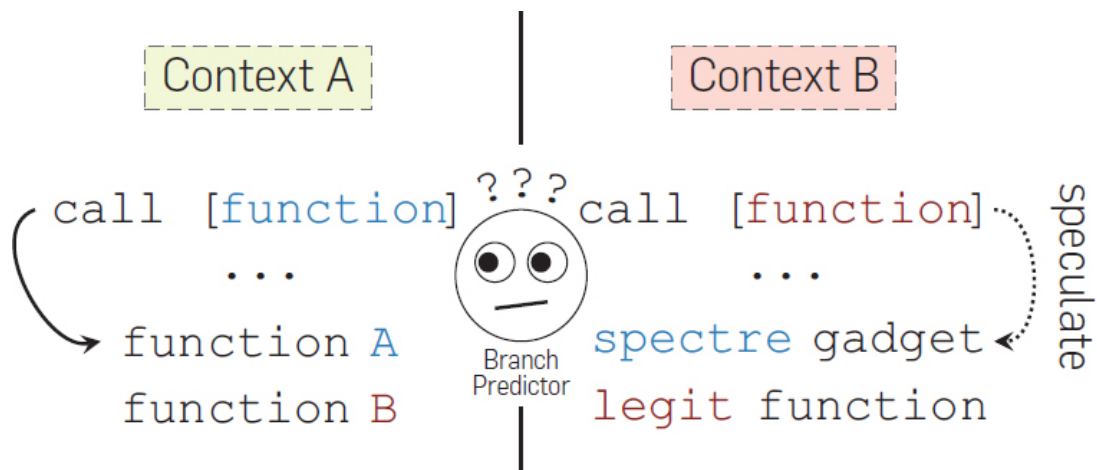 Context A
Context B
call [function]
? ? ?
call [function]
...
...
speculate
function A
function B
Branch
Predictor
spectre gadget
legit function